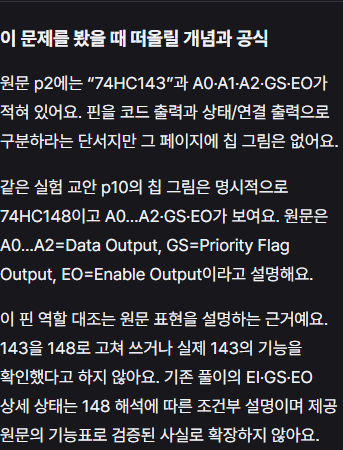 이 문제를 봤을 때 떠올릴 개념과 공식
원문 p2에는 “74HC143”과 A0·A1·A2·GS·EO가
적혀 있어요. 핀을 코드 출력과 상태/연결 출력으로
구분하라는 단서지만 그 페이지에 칩 그림은 없어요.
같은 실험 교안 p10의 칩 그림은 명시적으로
74HC148이고 A0…A2·GS·EO가 보여요. 원문은
A0…A2=Data Output, GS=Priority Flag
Output, EO=Enable Output이라고 설명해요.
이 핀 역할 대조는 원문 표현을 설명하는 근거예요.
143을 148로 고쳐 쓰거나 실제 143의 기능을
확인했다고 하지 않아요. 기존 풀이의 EI·GS·EO
상세 상태는 148 해석에 따른 조건부 설명이며 제공
원문의 기능표로 검증된 사실로 확장하지 않아요.